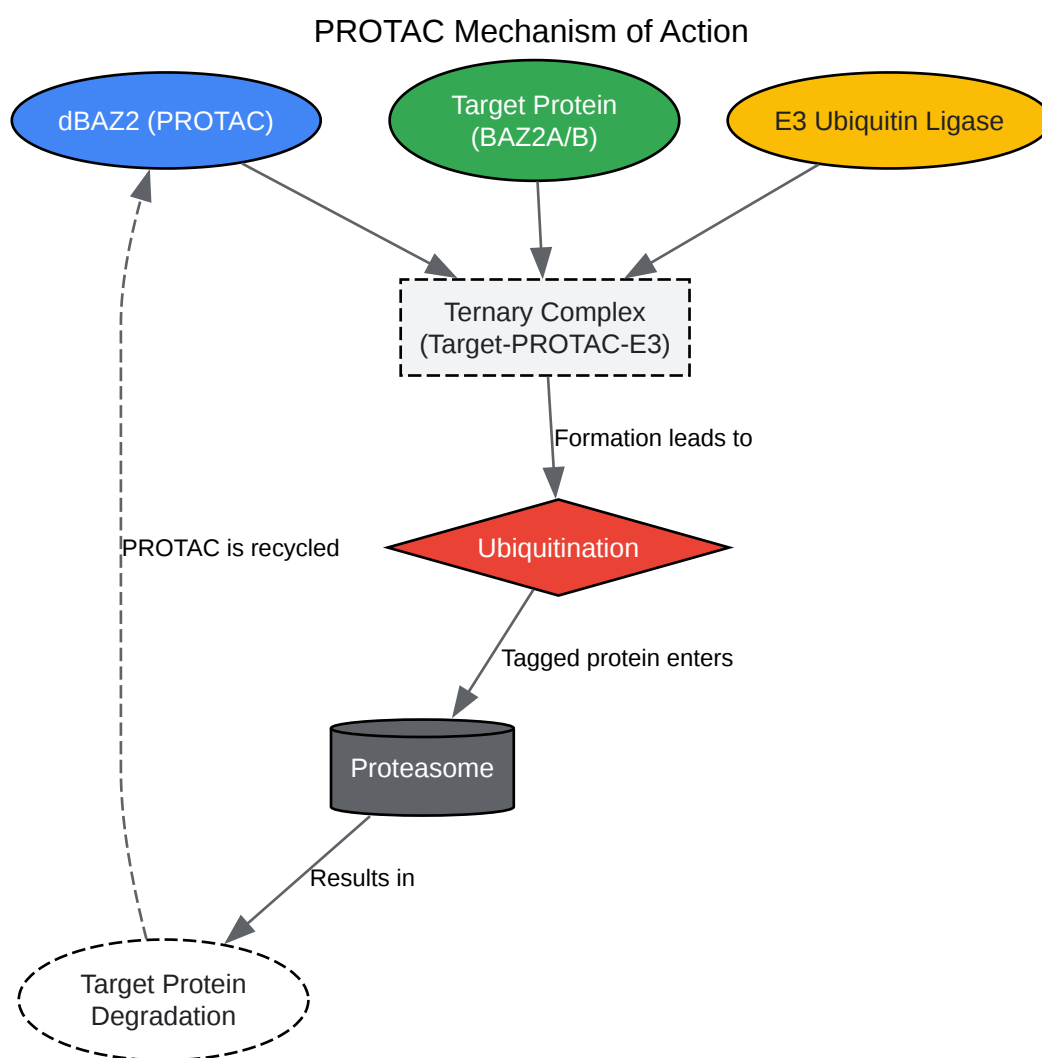 PROTAC Mechanism of Action
dBAZ2 (PROTAC)
Target Protein
(BAZ2A/B)
E3 Ubiquitin Ligase
Ternary Complex
(Target-PROTAC-E3)
Formation leads to
Ubiquitination
PROTAC is recycled
Tagged protein enters
Proteasome
Results in
Target Protein
Degradation